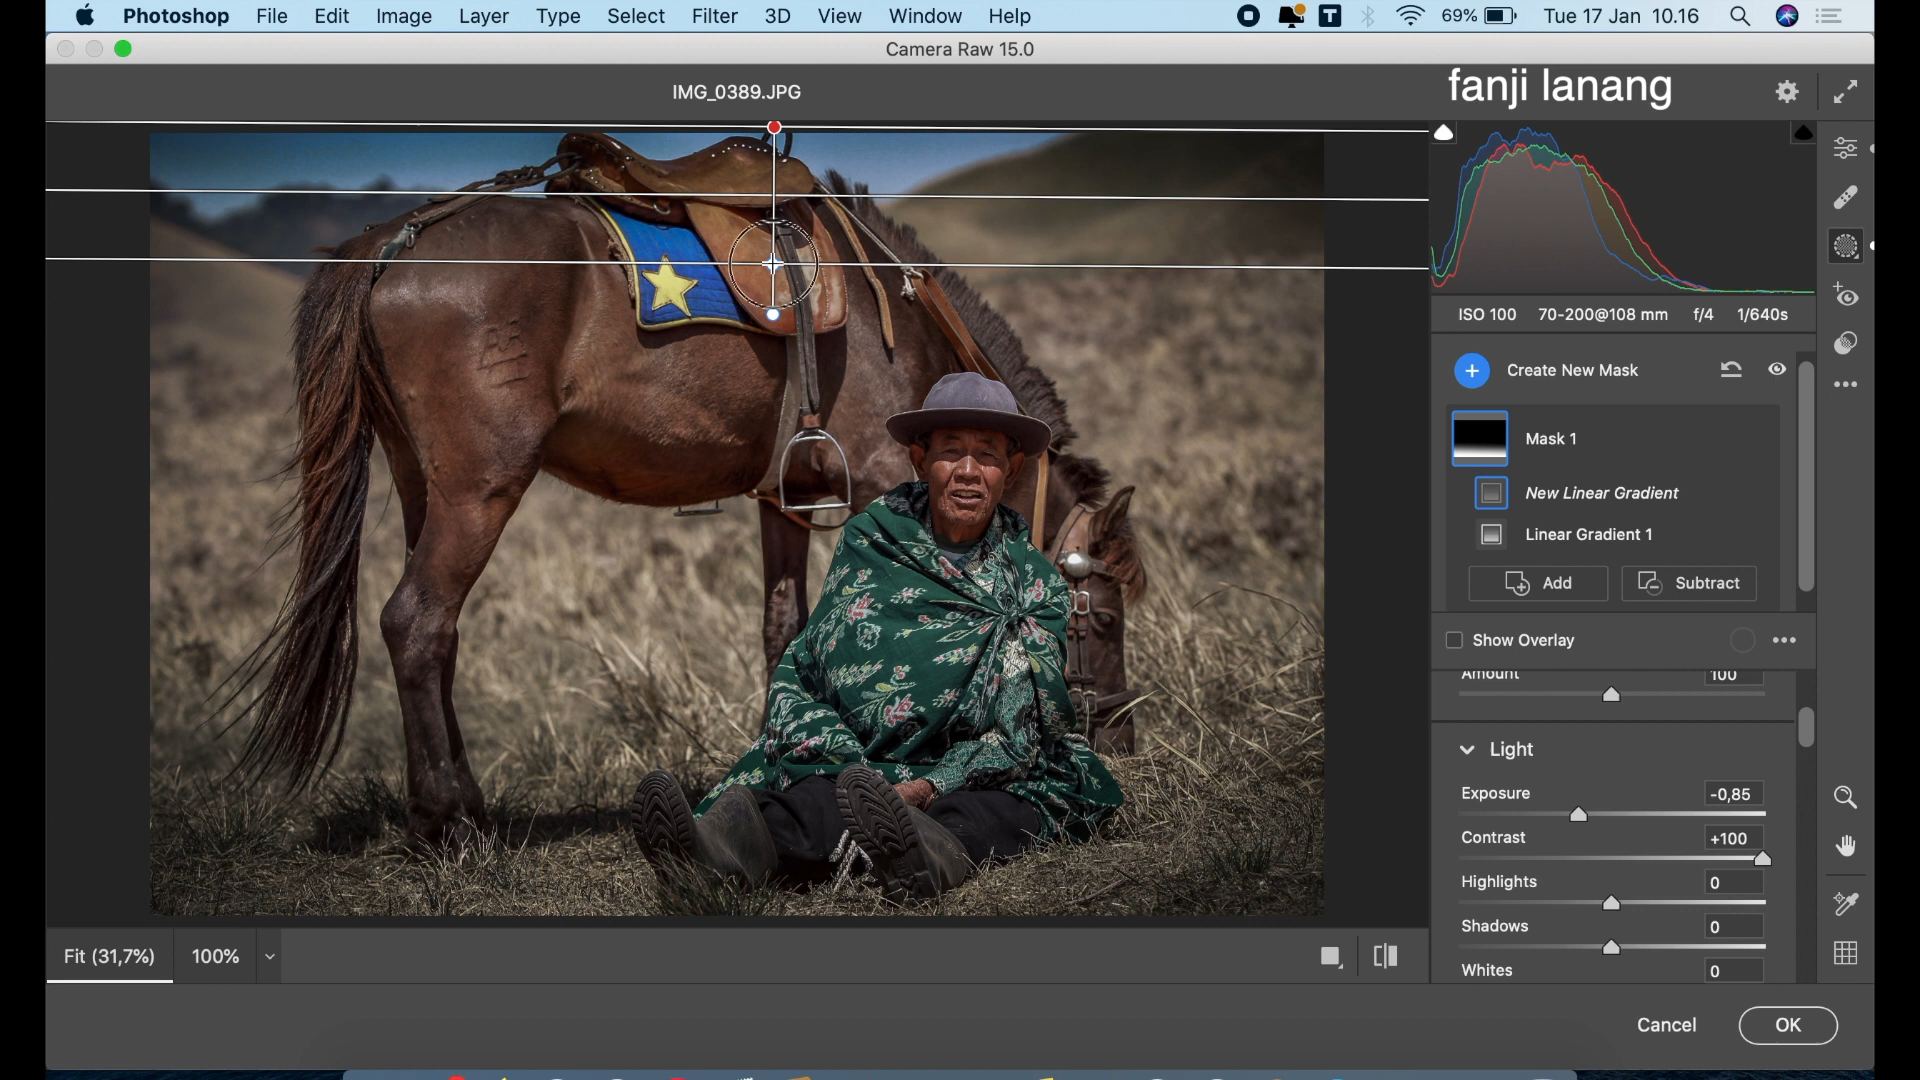 Photoshop File Edit Image Layer Type Select Filter 3D View Window Help T 69% Tue 17 Jan 10.16
Camera Raw 15.0
IMG_0389.JPG
fanji lanang
ISO 100 70-200@108 mm f/4 1/640s
Create New Mask
Mask 1
New Linear Gradient
Linear Gradient 1
Add Subtract
Show Overlay
Amount 100
Light
Exposure -0,85
Contrast +100
Highlights 0
Shadows 0
Whites 0
Fit (31,7%) 100%
Cancel OK